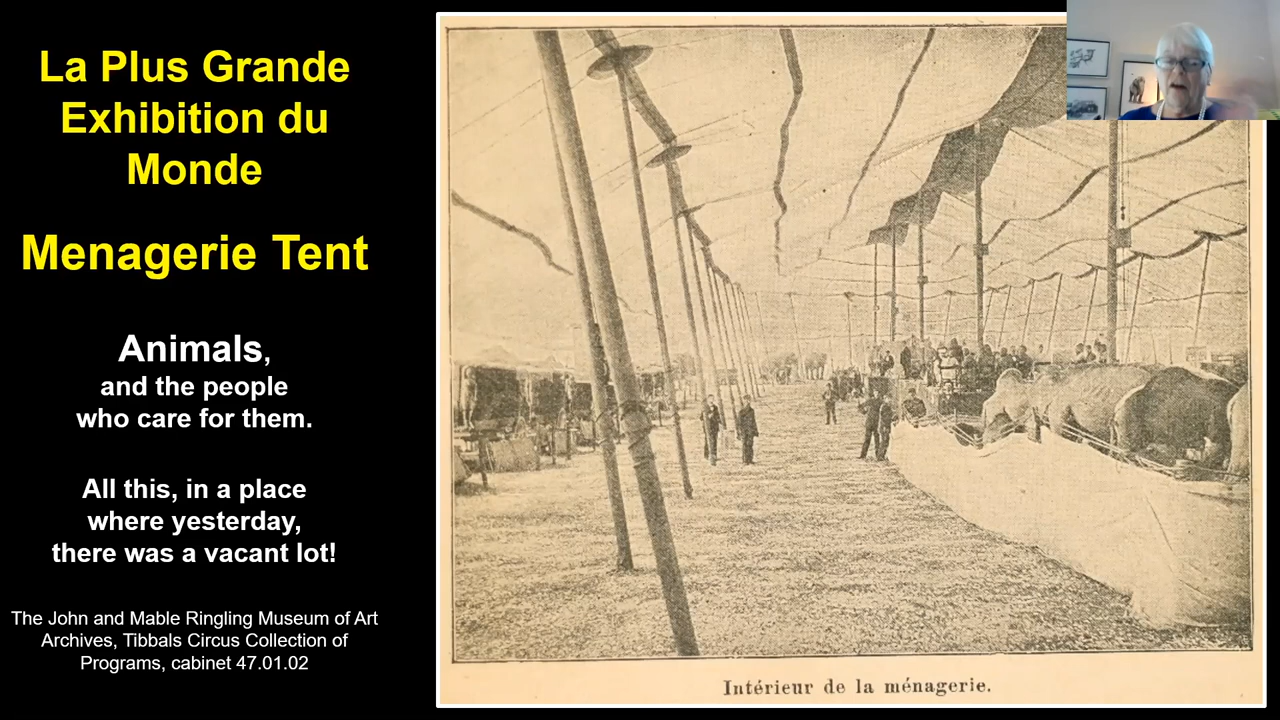 La Plus Grande
Exhibition du
Monde
Menagerie Tent
Animals,
and the people
who care for them.
All this, in a place
where yesterday,
there was a vacant lot!
The John and Mable Ringling Museum of Art
Archives, Tibbals Circus Collection of
Programs, cabinet 47.01.02
Intérieur de la ménagerie.